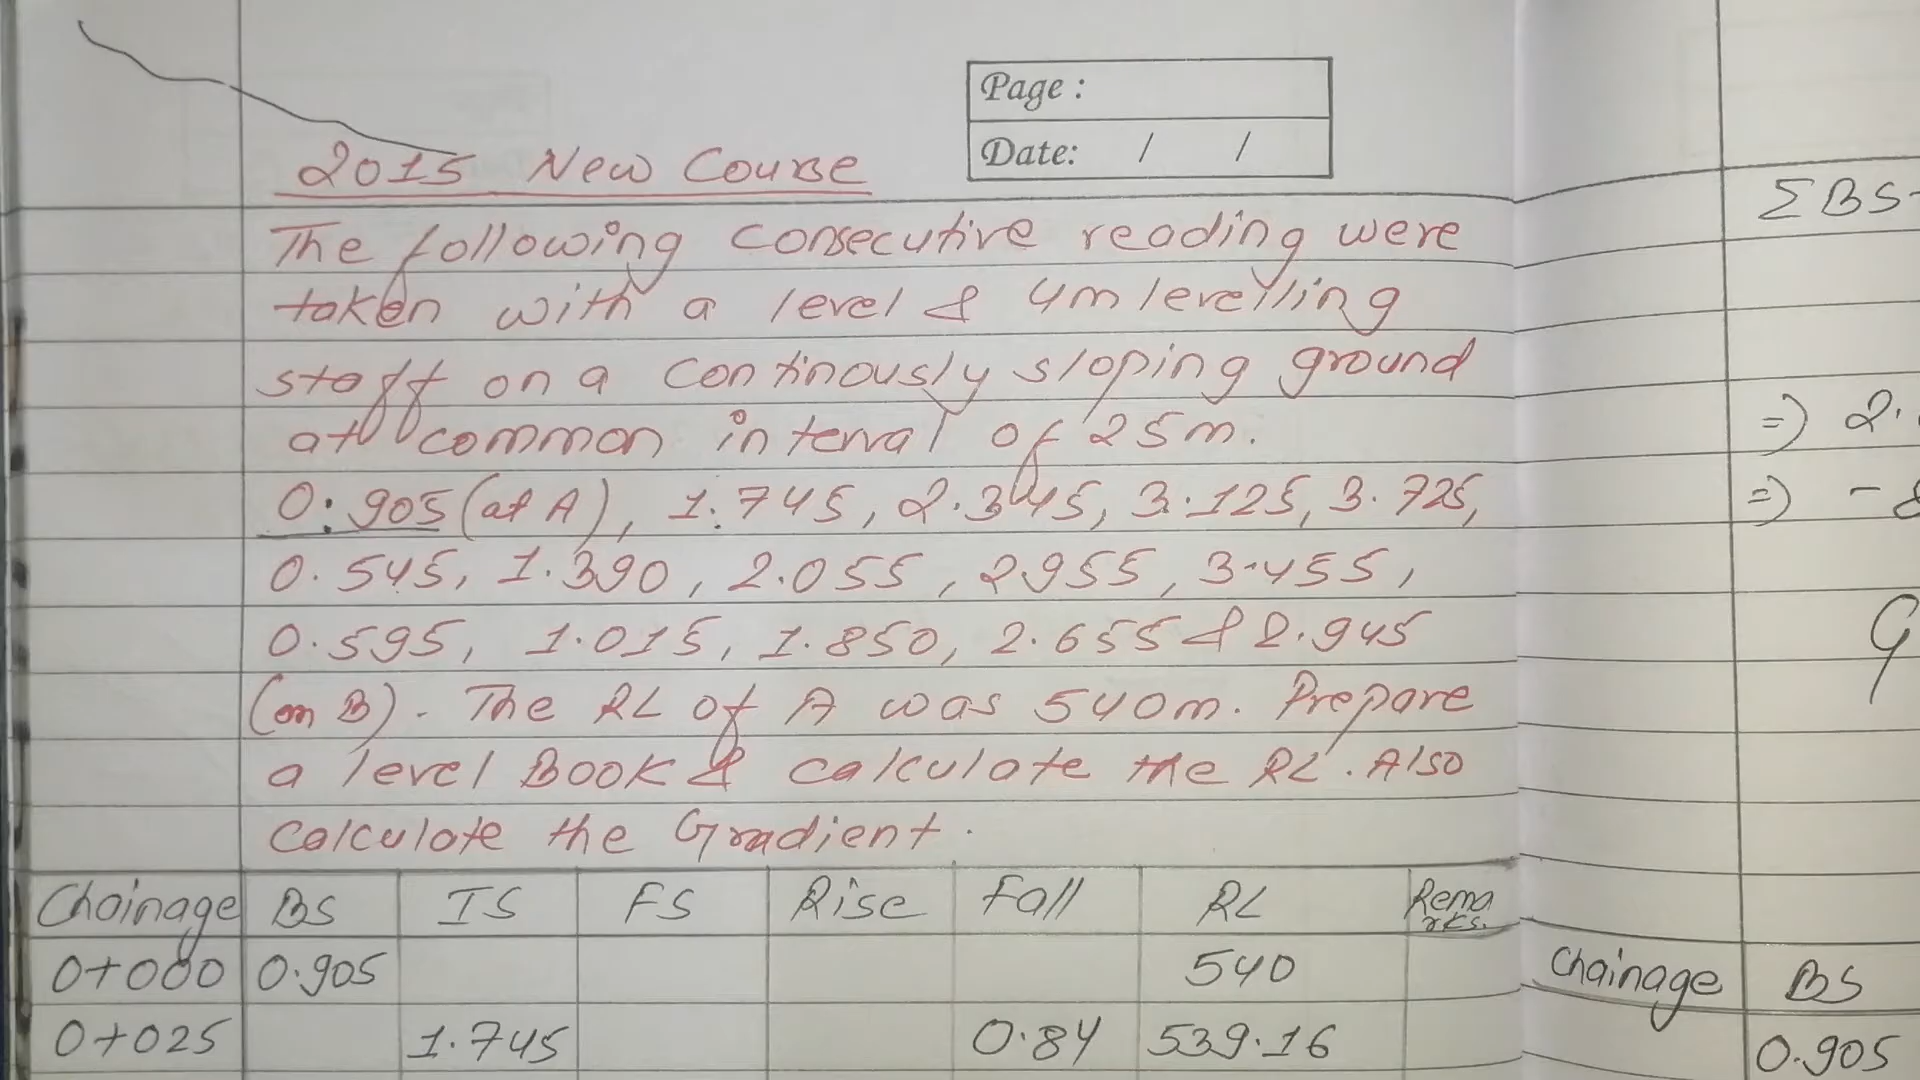 Page :
Date: / /
2015 New Course
The following consecutive reading were
taken with a level & 4m levelling
staff on a continously sloping ground
at common interval of 25m.
0.905 (at A), 1.745, 2.345, 3.125, 3.725,
0.545, 1.390, 2.055, 2955, 3.455,
0.595, 1.015, 1.850, 2.655 & 2.945
(on B). The RL of A was 540m. Prepare
a level Book & calculate the RL. Also
calculate the Gradient.
Chainage BS IS FS Rise Fall RL Remarks.
0+000 0.905 540
0+025 1.745 0.84 539.16
ΣBS-
=) 2.
=) -
G
Chainage BS
0.905